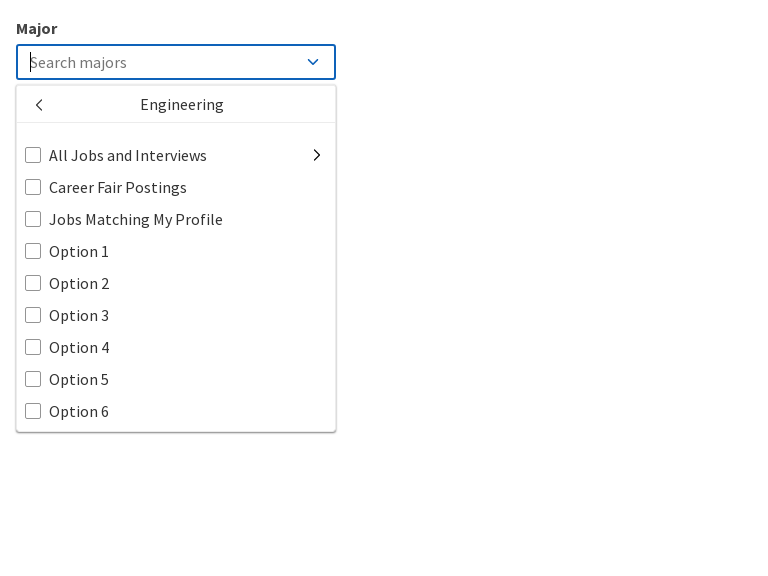 Major
Search majors
Engineering
All Jobs and Interviews
Career Fair Postings
Jobs Matching My Profile
Option 1
Option 2
Option 3
Option 4
Option 5
Option 6